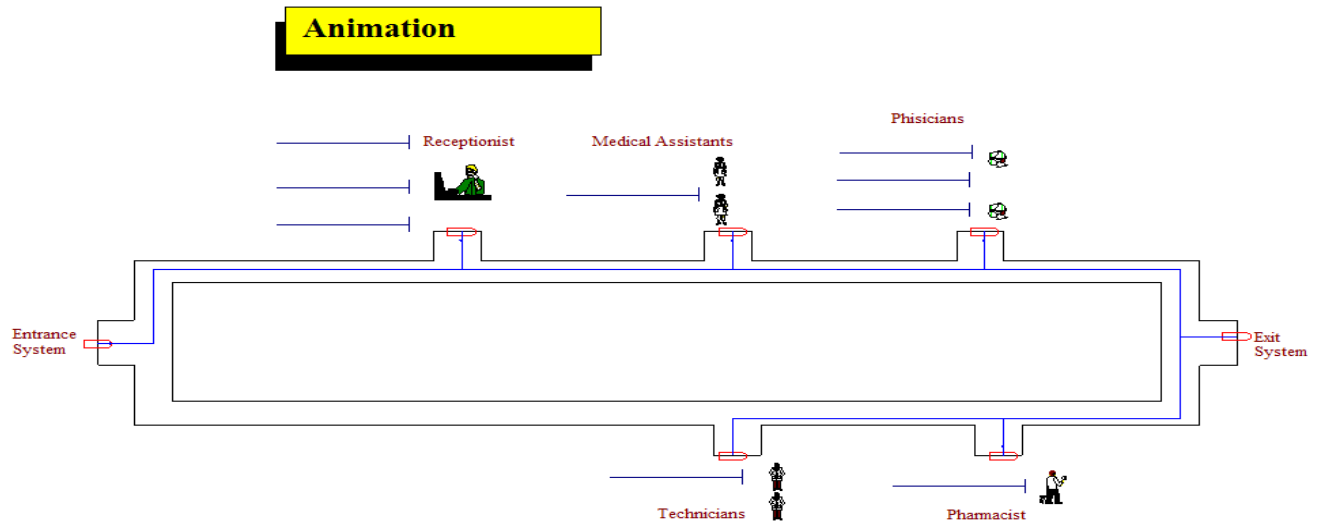 Animation
Phisicians
Receptionist
Medical Assistants
Entrance
System
Exit
System
Technicians
Pharmacist